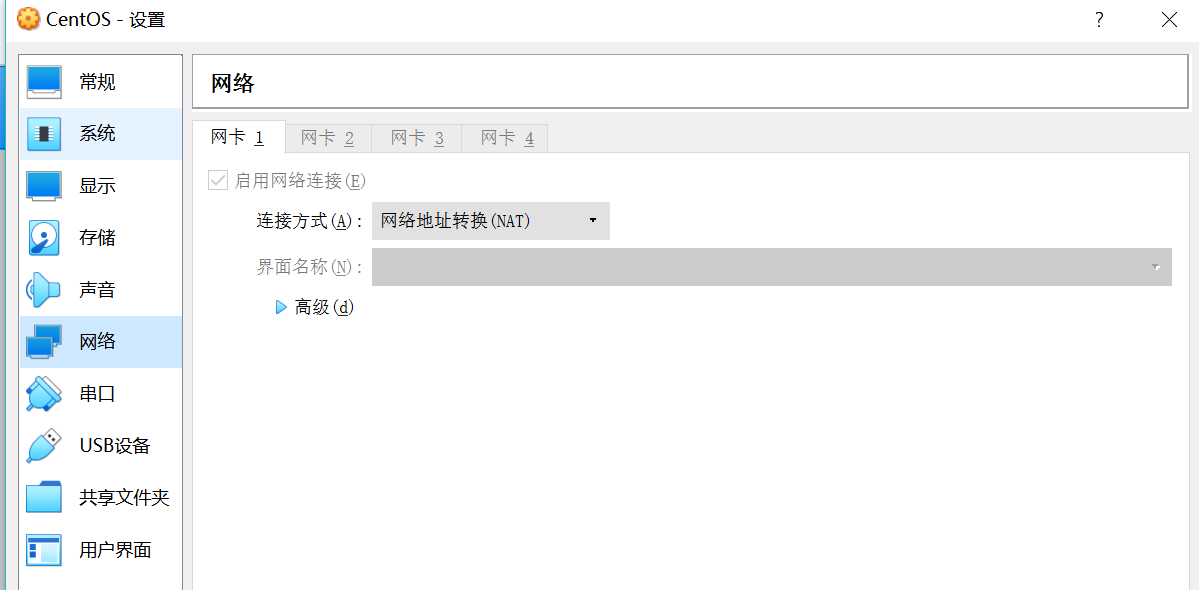 CentOS - 设置
?
常规
系统
显示
存储
声音
网络
串口
USB设备
共享文件夹
用户界面
网络
网卡 1 网卡 2 网卡 3 网卡 4
启用网络连接(E)
连接方式(A): 网络地址转换(NAT)
界面名称(N):
高级(d)